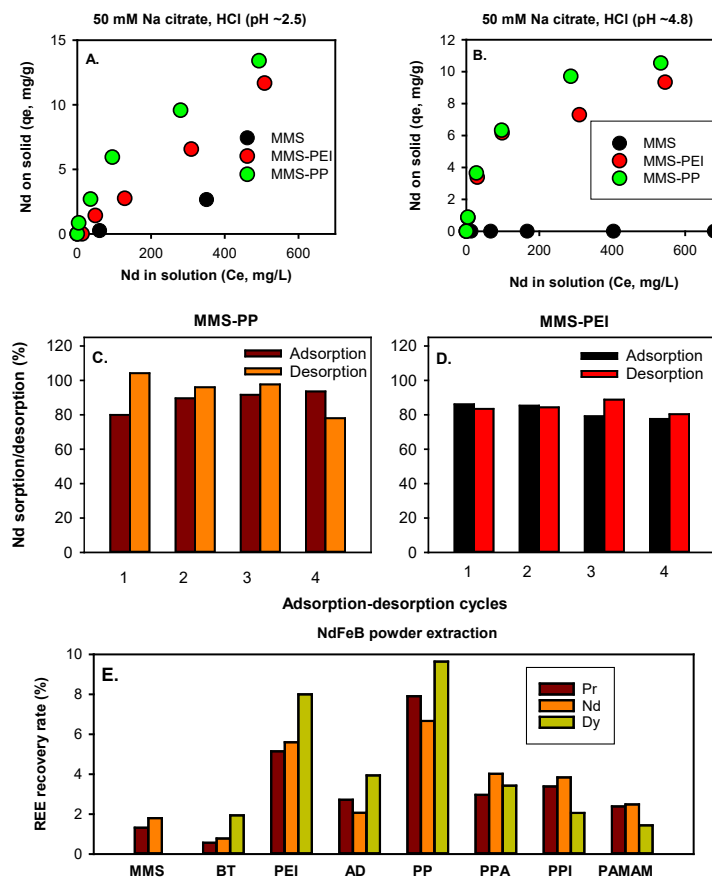 50 mM Na citrate, HCl (pH ~2.5)
A.
Nd on solid (qe, mg/g)
15
10
5
0
MMS
MMS-PEI
MMS-PP
0 200 400 600
Nd in solution (Ce, mg/L)
50 mM Na citrate, HCl (pH ~4.8)
B.
Nd on solid (qe, mg/g)
12
10
8
6
4
2
0
MMS
MMS-PEI
MMS-PP
0 200 400 600
Nd in solution (Ce, mg/L)
MMS-PP
C.
Adsorption
Desorption
Nd sorption/desorption (%)
120
100
80
60
40
20
0
1 2 3 4
MMS-PEI
D.
Adsorption
Desorption
120
100
80
60
40
20
0
1 2 3 4
Adsorption-desorption cycles
NdFeB powder extraction
E.
REE recovery rate (%)
10
8
6
4
2
0
Pr
Nd
Dy
MMS BT PEI AD PP PPA PPI PAMAM